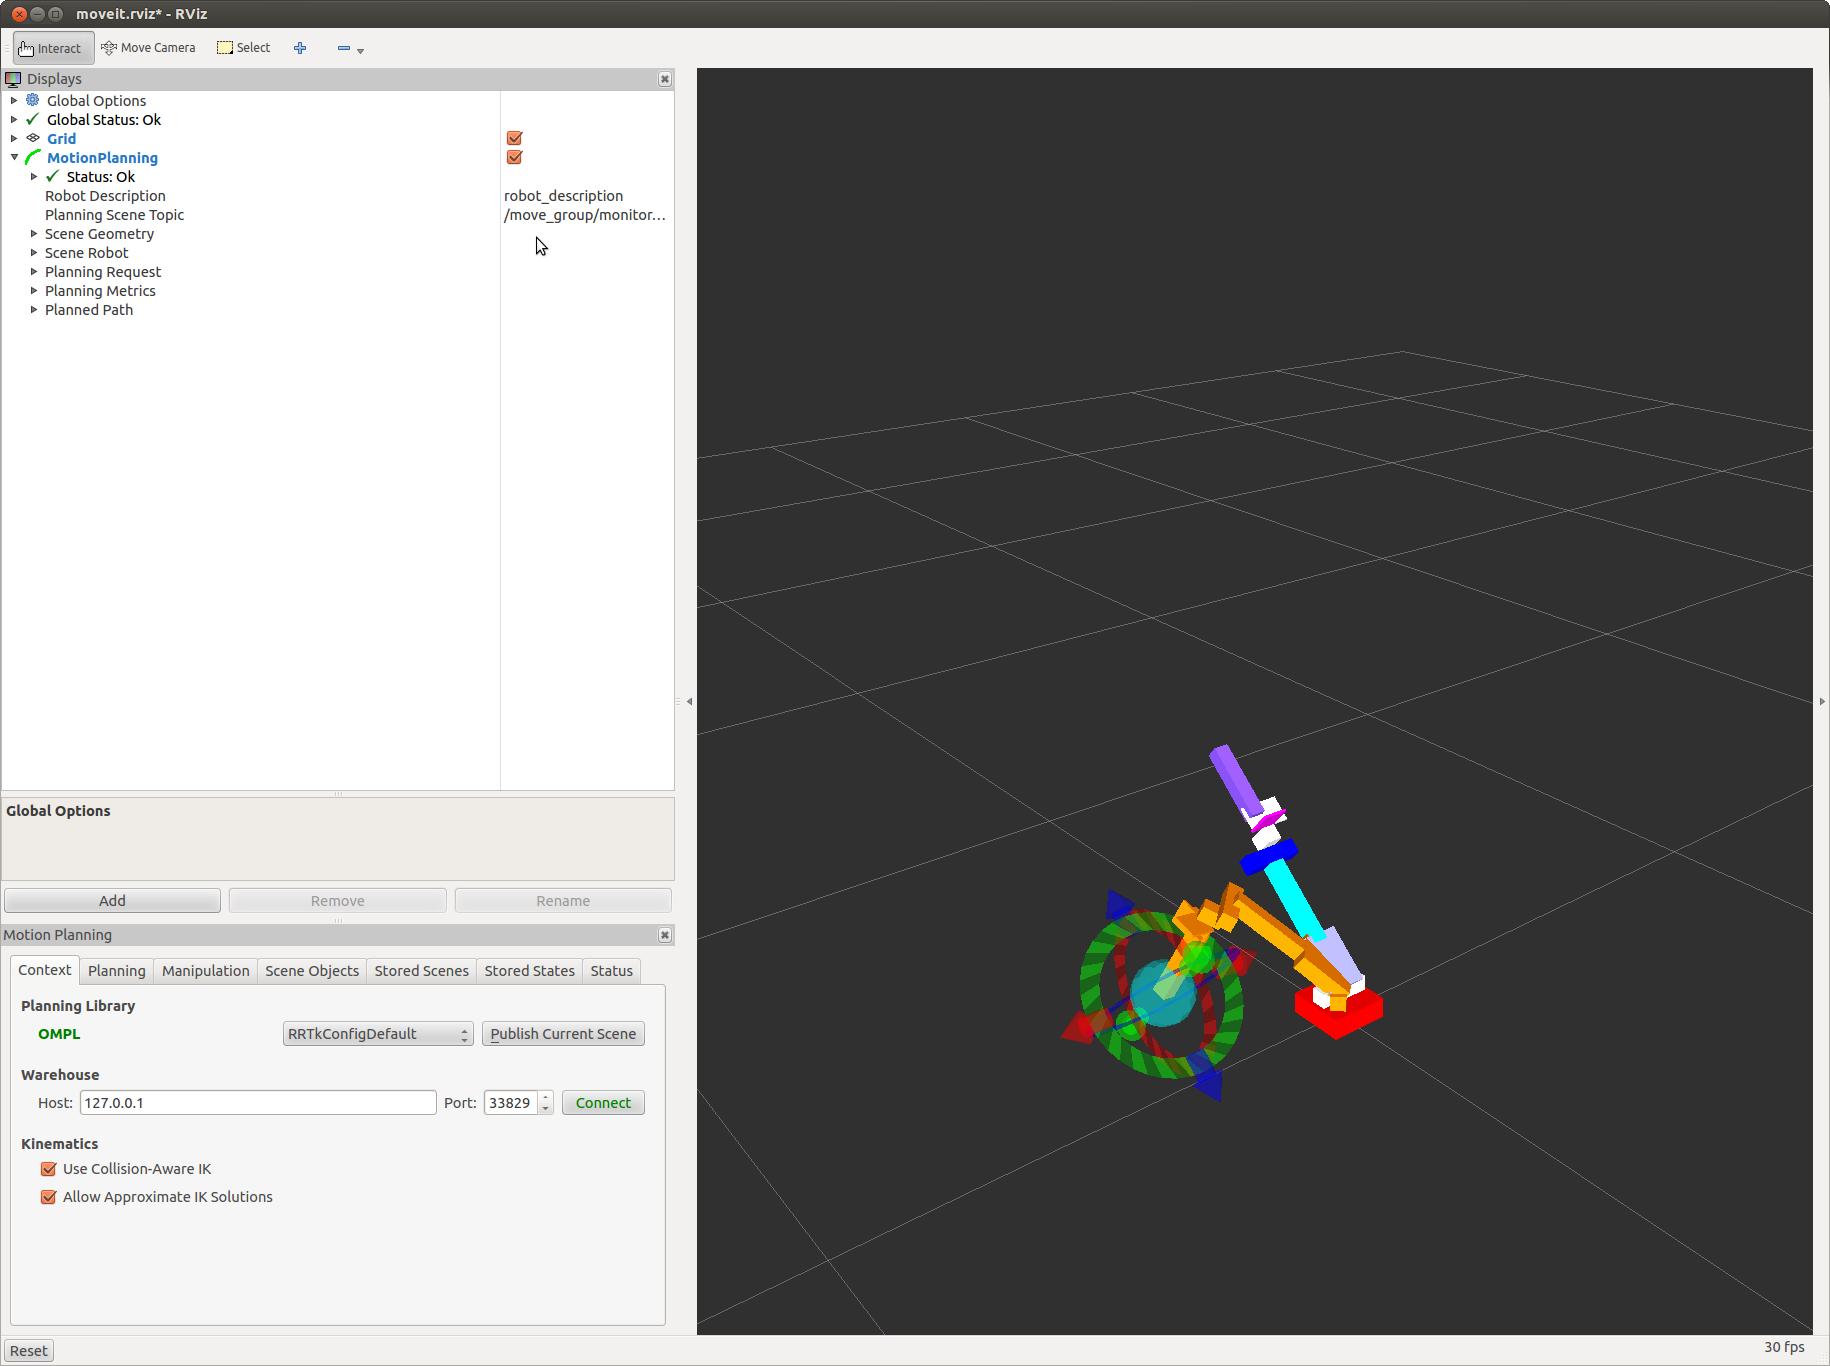 moveit.rviz* - RViz
Interact Move Camera Select
Displays
Global Options
Global Status: Ok
Grid
MotionPlanning
Status: Ok
Robot Description robot_description
Planning Scene Topic /move_group/monitor...
Scene Geometry
Scene Robot
Planning Request
Planning Metrics
Planned Path
Global Options
Add Remove Rename
Motion Planning
Context Planning Manipulation Scene Objects Stored Scenes Stored States Status
Planning Library
OMPL RRTkConfigDefault Publish Current Scene
Warehouse
Host: 127.0.0.1 Port: 33829 Connect
Kinematics
Use Collision-Aware IK
Allow Approximate IK Solutions
Reset 30 fps